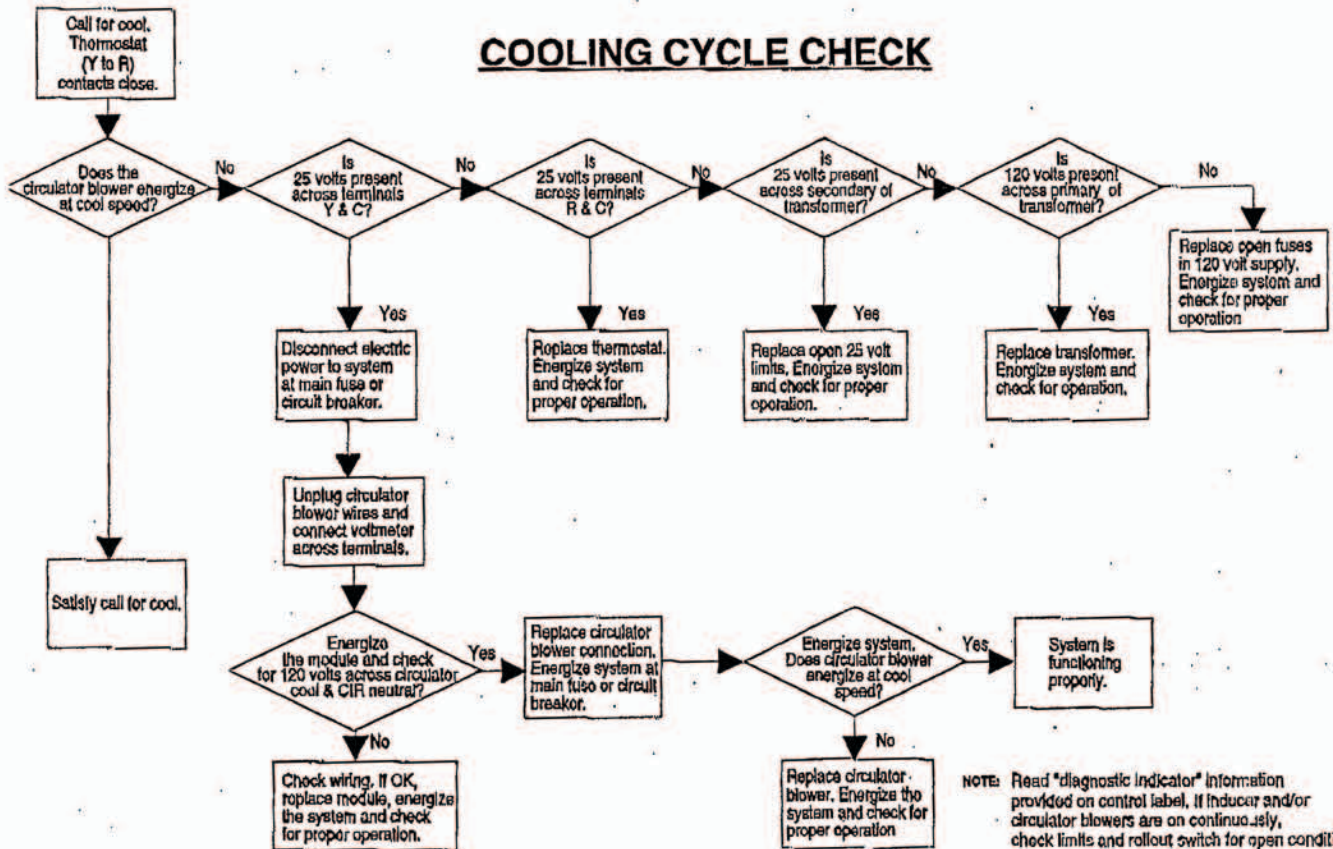 COOLING CYCLE CHECK
Call for cool.
Thermostat
(Y to R)
contacts close.
Does the
circulator blower energize
at cool speed?
No
Is
25 volts present
across terminals
Y & C?
No
Is
25 volts present
across terminals
R & C?
No
Is
25 volts present
across secondary of
transformer?
No
Is
120 volts present
across primary of
transformer?
No
Replace open fuses
in 120 volt supply.
Energize system and
check for proper
operation
Yes
Yes
Yes
Yes
Disconnect electric
power to system
at main fuse or
circuit breaker.
Replace thermostat.
Energize system
and check for
proper operation.
Replace open 25 volt
limits, Energize system
and check for proper
operation.
Replace transformer.
Energize system and
check for operation.
Unplug circulator
blower wires and
connect voltmeter
across terminals.
Satisfy call for cool.
Energize
the module and check
for 120 volts across circulator
cool & CIR neutral?
Yes
Replace circulator
blower connection.
Energize system at
main fuse or circuit
breaker.
Energize system.
Does circulator blower
energize at cool
speed?
Yes
System is
functioning
properly.
No
Check wiring, if OK,
replace module, energize
the system and check
for proper operation.
No
Replace circulator
blower. Energize the
system and check for
proper operation
NOTE: Read "diagnostic indicator" information
provided on control label. If inducer and/or
circulator blowers are on continuously,
check limits and rollout switch for open condit